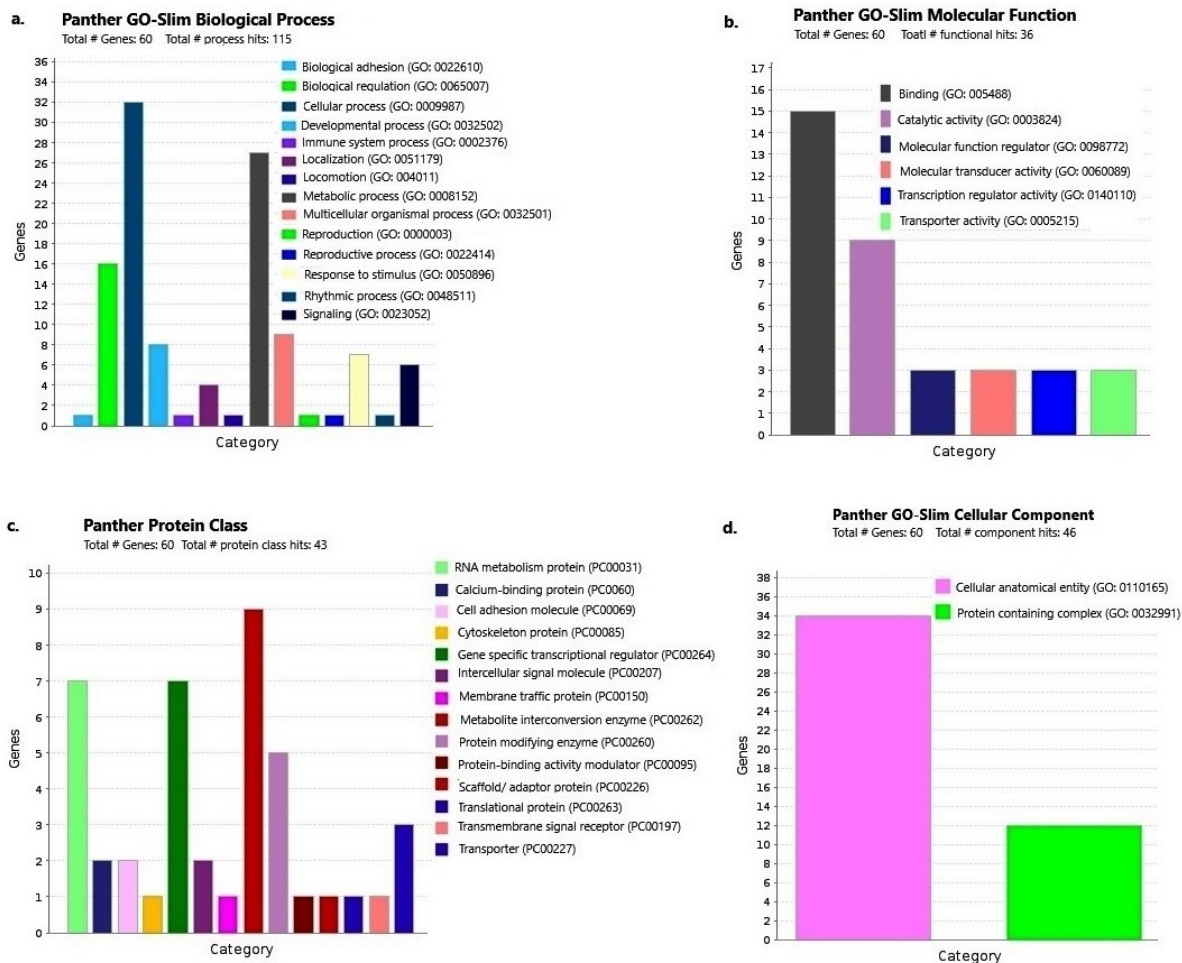 a.
Panther GO-Slim Biological Process
Total # Genes: 60 Total # process hits: 115
36
34
32
30
28
26
24
22
20
18
16
14
12
10
8
6
4
2
0
Genes
Category
Biological adhesion (GO: 0022610)
Biological regulation (GO: 0065007)
Cellular process (GO: 0009987)
Developmental process (GO: 0032502)
Immune system process (GO: 0002376)
Localization (GO: 0051179)
Locomotion (GO: 004011)
Metabolic process (GO: 0008152)
Multicellular organismal process (GO: 0032501)
Reproduction (GO: 0000003)
Reproductive process (GO: 0022414)
Response to stimulus (GO: 0050896)
Rhythmic process (GO: 0048511)
Signaling (GO: 0023052)
b.
Panther GO-Slim Molecular Function
Total # Genes: 60 Toatl # functional hits: 36
17
16
15
14
13
12
11
10
9
8
7
6
5
4
3
2
1
0
Genes
Category
Binding (GO: 005488)
Catalytic activity (GO: 0003824)
Molecular function regulator (GO: 0098772)
Molecular transducer activity (GO: 0060089)
Transcription regulator activity (GO: 0140110)
Transporter activity (GO: 0005215)
c.
Panther Protein Class
Total # Genes: 60 Total # protein class hits: 43
10
9
8
7
6
5
4
3
2
1
0
Genes
Category
RNA metabolism protein (PC00031)
Calcium-binding protein (PC0060)
Cell adhesion molecule (PC00069)
Cytoskeleton protein (PC00085)
Gene specific transcriptional regulator (PC00264)
Intercellular signal molecule (PC00207)
Membrane traffic protein (PC00150)
Metabolite interconversion enzyme (PC00262)
Protein modifying enzyme (PC00260)
Protein-binding activity modulator (PC00095)
Scaffold/ adaptor protein (PC00226)
Translational protein (PC00263)
Transmembrane signal receptor (PC00197)
Transporter (PC00227)
d.
Panther GO-Slim Cellular Component
Total # Genes: 60 Total # component hits: 46
38
36
34
32
30
28
26
24
22
20
18
16
14
12
10
8
6
4
2
0
Genes
Category
Cellular anatomical entity (GO: 0110165)
Protein containing complex (GO: 0032991)